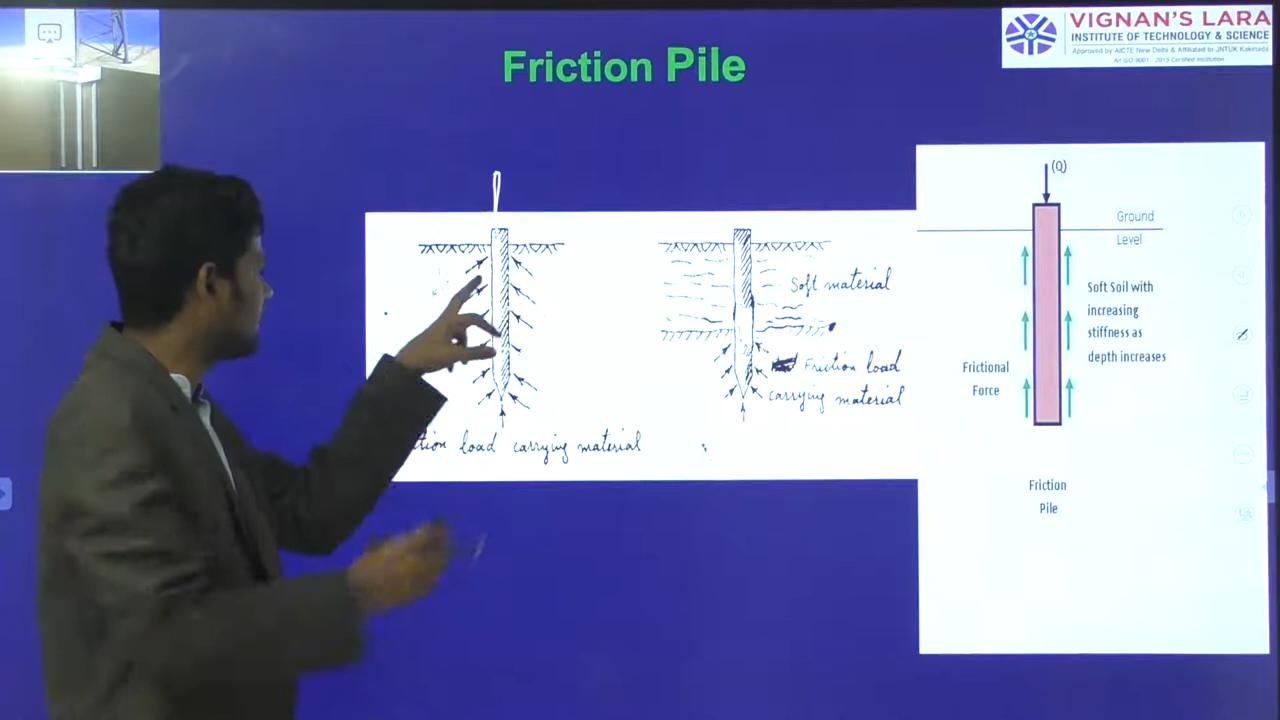 VIGNAN'S LARA
INSTITUTE OF TECHNOLOGY & SCIENCE
Approved by AICTE New Delhi & Affiliated to JNTUK Kakinada
An ISO 9001 : 2015 Certified Institution
Friction Pile
(Q)
Ground
Level
Soft material
Soft Soil with
increasing
stiffness as
depth increases
Friction load
carrying material
Frictional
Force
load carrying material
Friction
Pile